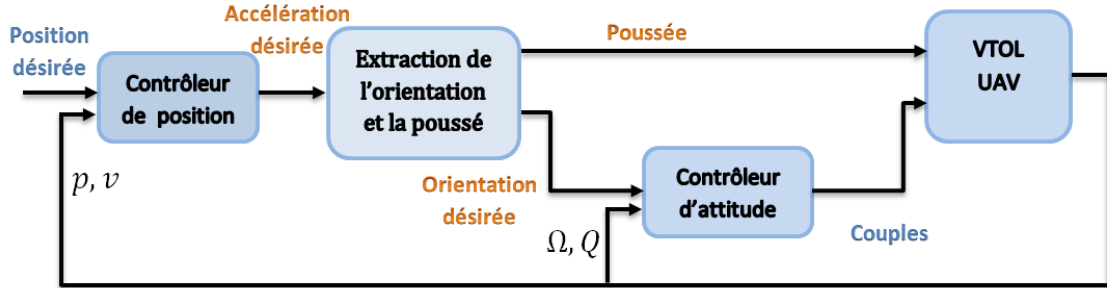 Position
désirée
Accélération
désirée
Contrôleur
de position
Extraction de
l'orientation
et la poussé
Poussée
VTOL
UAV
p, v
Orientation
désirée
Contrôleur
d'attitude
Ω, Q
Couples